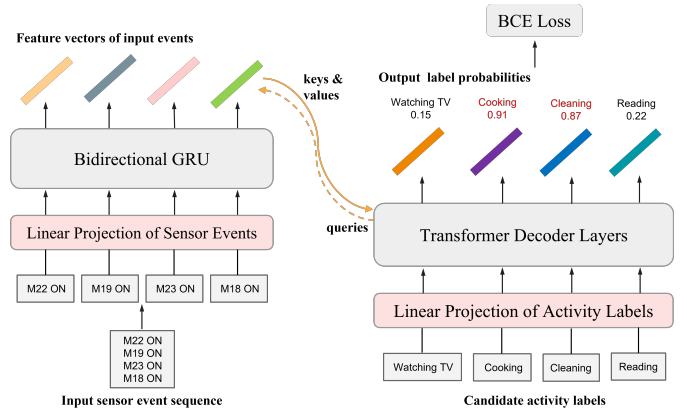 BCE Loss
Feature vectors of input events
keys &
values
Output label probabilities
Watching TV
0.15
Cooking
0.91
Cleaning
0.87
Reading
0.22
Bidirectional GRU
Linear Projection of Sensor Events
queries
Transformer Decoder Layers
M22 ON
M19 ON
M23 ON
M18 ON
Linear Projection of Activity Labels
M22 ON
M19 ON
M23 ON
M18 ON
Watching TV
Cooking
Cleaning
Reading
Input sensor event sequence
Candidate activity labels